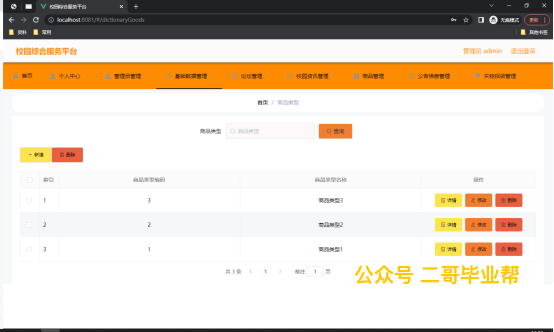 校园综合服务平台
localhost:8081/#/dictionaryGoods
无痕模式
更新
资料
常用
其他书签
校园综合服务平台
管理员 admin 退出登录
首页 个人中心 管理员管理 基础数据管理 论坛管理 校园资讯管理 商品管理 公告信息管理
首页 / 商品类型
商品类型 商品类型 查询
+ 新增 删除
索引 商品类型编码 商品类型名称 操作
1 3 商品类型3 详情 修改 删除
2 2 商品类型2 详情 修改 删除
3 1 商品类型1 详情 修改 删除
共 3 条 < 1 > 前往 1 页
公众号 二哥毕业帮